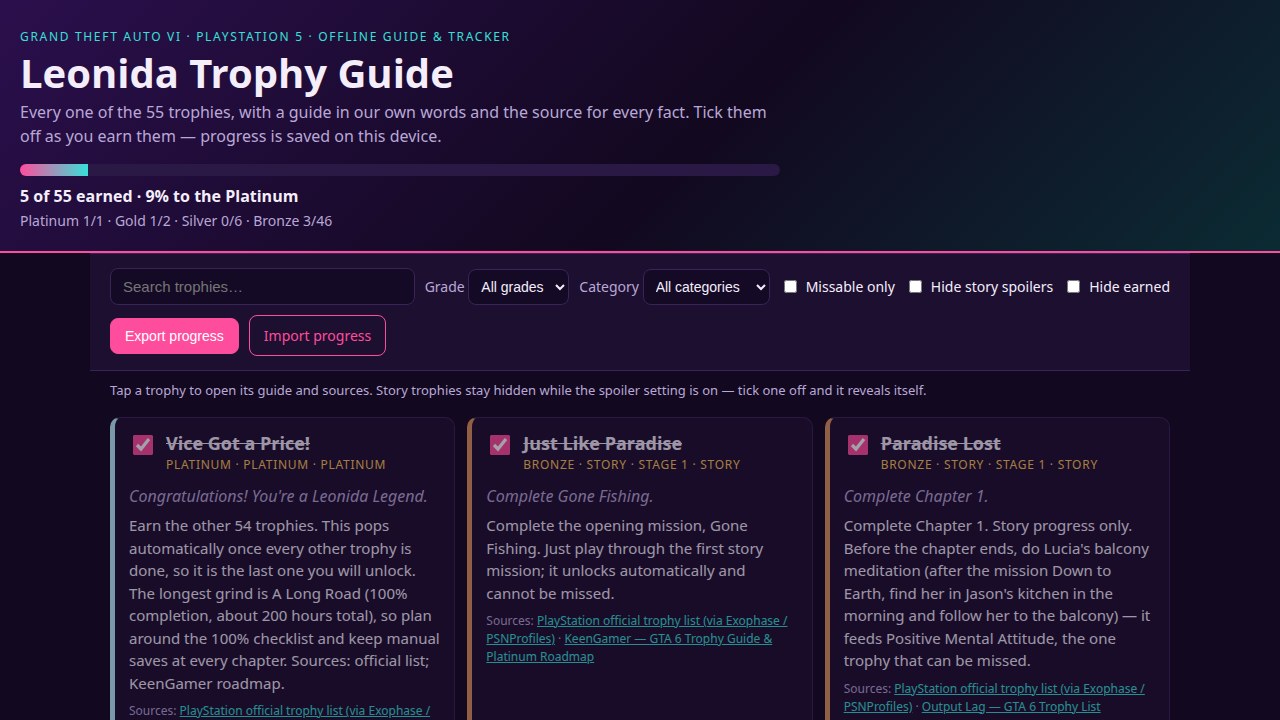 GRAND THEFT AUTO VI · PLAYSTATION 5 · OFFLINE GUIDE & TRACKER
Leonida Trophy Guide
Every one of the 55 trophies, with a guide in our own words and the source for every fact. Tick them
off as you earn them — progress is saved on this device.
5 of 55 earned · 9% to the Platinum
Platinum 1/1 · Gold 1/2 · Silver 0/6 · Bronze 3/46
Search trophies…
Grade All grades
Category All categories
Missable only
Hide story spoilers
Hide earned
Export progress
Import progress
Tap a trophy to open its guide and sources. Story trophies stay hidden while the spoiler setting is on — tick one off and it reveals itself.
Vice Got a Price!
PLATINUM · PLATINUM · PLATINUM
Congratulations! You're a Leonida Legend.
Earn the other 54 trophies. This pops
automatically once every other trophy is
done, so it is the last one you will unlock.
The longest grind is A Long Road (100%
completion, about 200 hours total), so plan
around the 100% checklist and keep manual
saves at every chapter. Sources: official list;
KeenGamer roadmap.
Sources: PlayStation official trophy list (via Exophase /
Just Like Paradise
BRONZE · STORY · STAGE 1 · STORY
Complete Gone Fishing.
Complete the opening mission, Gone
Fishing. Just play through the first story
mission; it unlocks automatically and
cannot be missed.
Sources: PlayStation official trophy list (via Exophase /
PSNProfiles) · KeenGamer — GTA 6 Trophy Guide &
Platinum Roadmap
Paradise Lost
BRONZE · STORY · STAGE 1 · STORY
Complete Chapter 1.
Complete Chapter 1. Story progress only.
Before the chapter ends, do Lucia's balcony
meditation (after the mission Down to
Earth, find her in Jason's kitchen in the
morning and follow her to the balcony) — it
feeds Positive Mental Attitude, the one
trophy that can be missed.
Sources: PlayStation official trophy list (via Exophase /
PSNProfiles) · Output Lag — GTA 6 Trophy List